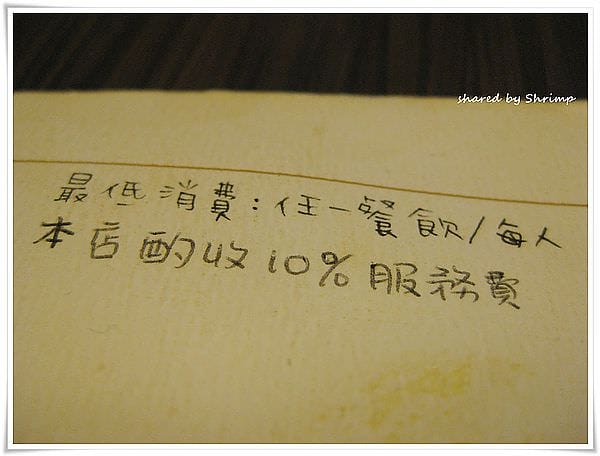 shared by Shrimp
最低消費:任一餐飲/每人
本店酌收10%服務費